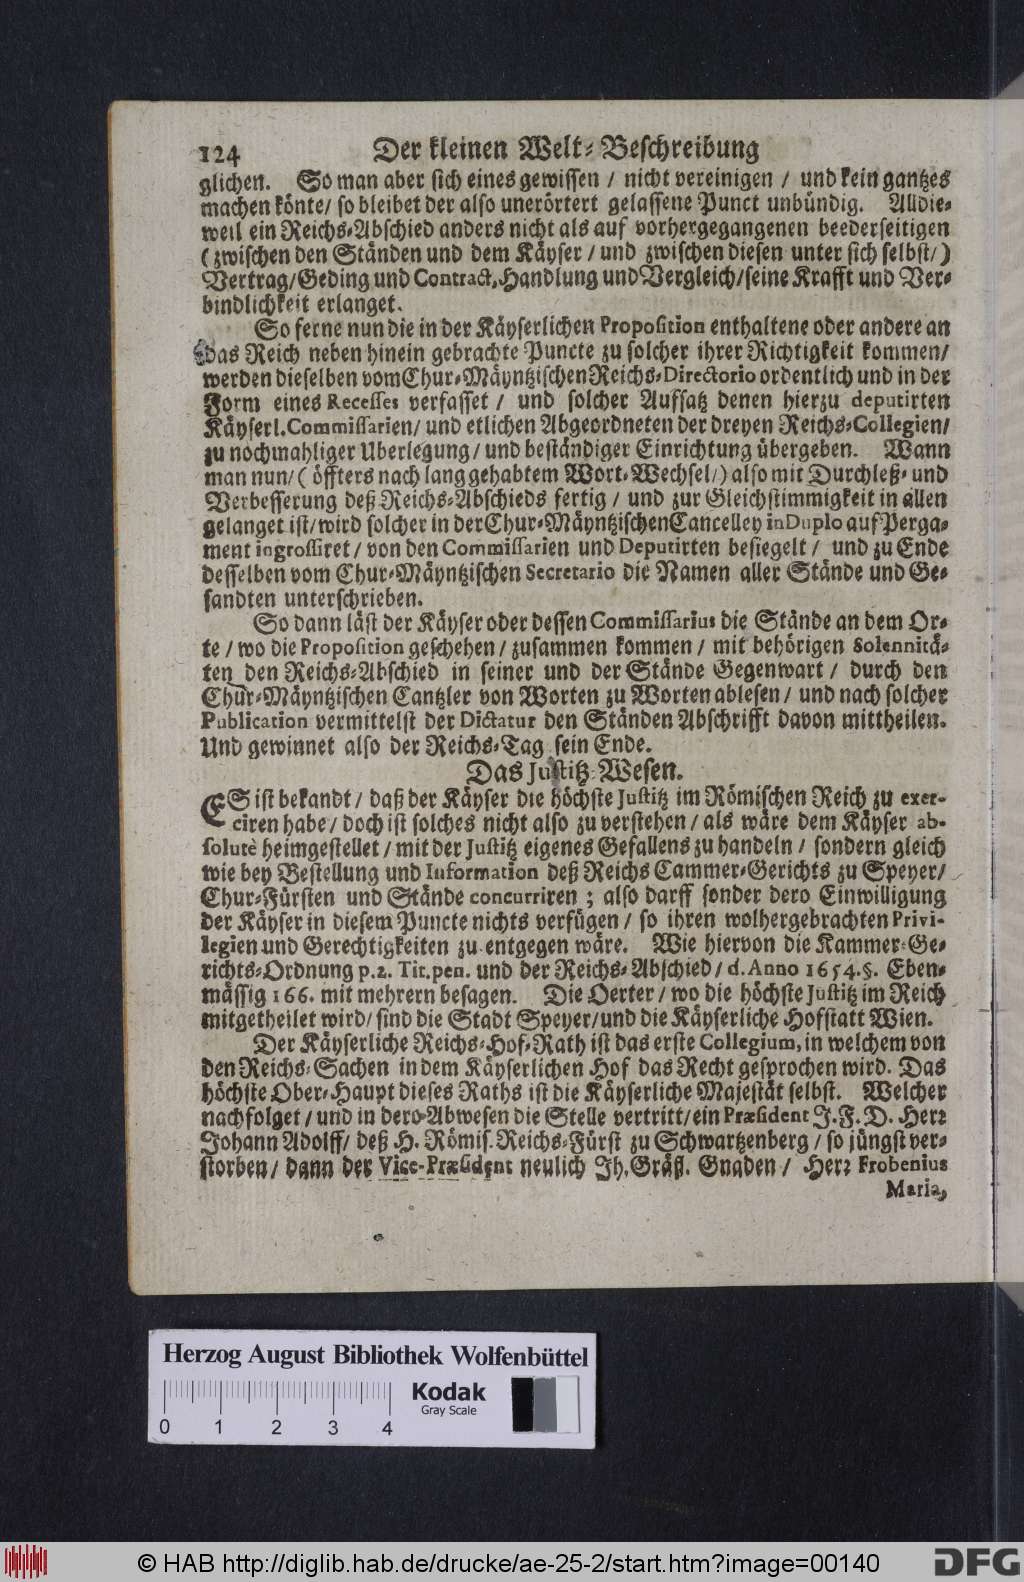 124 Der kleinen Welt-Beschreibung
glichen. So man aber sich eines gewissen / nicht vereinigen / und kein gantzes
machen könte/ so bleibet der also unerörtert gelassene Punct unbündig. Alldie-
weil ein Reichs-Abschied anders nicht als auf vorhergegangenen beederseitigen
(zwischen den Ständen und dem Käyser / und zwischen diesen unter sich selbst/)
Vertrag/Geding und Contract, Handlung und Vergleich/seine Krafft und Ver-
bindlichkeit erlanget.
So ferne nun die in der Käyserlichen Proposition enthaltene oder andere an
das Reich neben hinein gebrachte Puncte zu solcher ihrer Richtigkeit kommen/
werden dieselben vom Chur-Mäyntzischen Reichs-Directorio ordentlich und in der
Form eines Recesses verfasset / und solcher Aufsatz denen hierzu deputirten
Käyserl. Commissarien/ und etlichen Abgeordneten der dreyen Reichs-Collegien/
zu nochmahliger Uberlegung / und beständiger Einrichtung übergeben. Wann
man nun/ (öffters nach lang gehabtem Wort-Wechsel/) also mit Durchleß- und
Verbesserung deß Reichs-Abschieds fertig / und zur Gleichstimmigkeit in allen
gelanget ist/ wird solcher in der Chur-Mäyntzischen Cancelley in Duplo auf Perga-
ment ingrossiret / von den Commissarien und Deputirten besiegelt / und zu Ende
desselben vom Chur-Mäyntzischen Secretario die Namen aller Stände und Ge-
sandten unterschrieben.
So dann läst der Käyser oder dessen Commissarius die Stände an dem Or-
te / wo die Proposition geschehen / zusammen kommen / mit behörigen Solennitä-
ten den Reichs-Abschied in seiner und der Stände Gegenwart / durch den
Chur-Mäyntzischen Cantzler von Worten zu Worten ablesen / und nach solcher
Publication vermittelst der Dictatur den Ständen Abschrifft davon mittheilen.
Und gewinnet also der Reichs-Tag sein Ende.
Das Justitz-Wesen.
ES ist bekandt / daß der Käyser die höchste Justitz im Römischen Reich zu exer-
ciren habe / doch ist solches nicht also zu verstehen / als wäre dem Käyser ab-
solutè heimgestellet / mit der Justitz eigenes Gefallens zu handeln / sondern gleich
wie bey Bestellung und Information deß Reichs Cammer-Gerichts zu Speyer/
Chur-Fürsten und Stände concurriren ; also darff sonder dero Einwilligung
der Käyser in diesem Puncte nichts verfügen / so ihren wolhergebrachten Privi-
legien und Gerechtigkeiten zu entgegen wäre. Wie hiervon die Kammer-Ge-
richts-Ordnung p.2. Tit. pen. und der Reichs-Abschied / d. Anno 1654. §. Eben-
mässig 166. mit mehrern besagen. Die Oerter / wo die höchste Justitz im Reich
mitgetheilet wird/ sind die Stadt Speyer/und die Käyserliche Hofstatt Wien.
Der Käyserliche Reichs-Hof-Rath ist das erste Collegium, in welchem von
den Reichs-Sachen in dem Käyserlichen Hof das Recht gesprochen wird. Das
höchste Ober-Haupt dieses Raths ist die Käyserliche Majestät selbst. Welcher
nachfolget / und in dero Abwesen die Stelle vertritt/ ein Præsident J. F. D. Herr
Johann Adolff/ deß H. Römis. Reichs-Fürst zu Schwartzenberg / so jüngst ver-
storben / dann der Vice-Præsident neulich Jh. Gräfl. Gnaden / Herr Frobenius
Maria,
Herzog August Bibliothek Wolfenbüttel
0 1 2 3 4
Kodak
Gray Scale
© HAB http://diglib.hab.de/drucke/ae-25-2/start.htm?image=00140
DFG